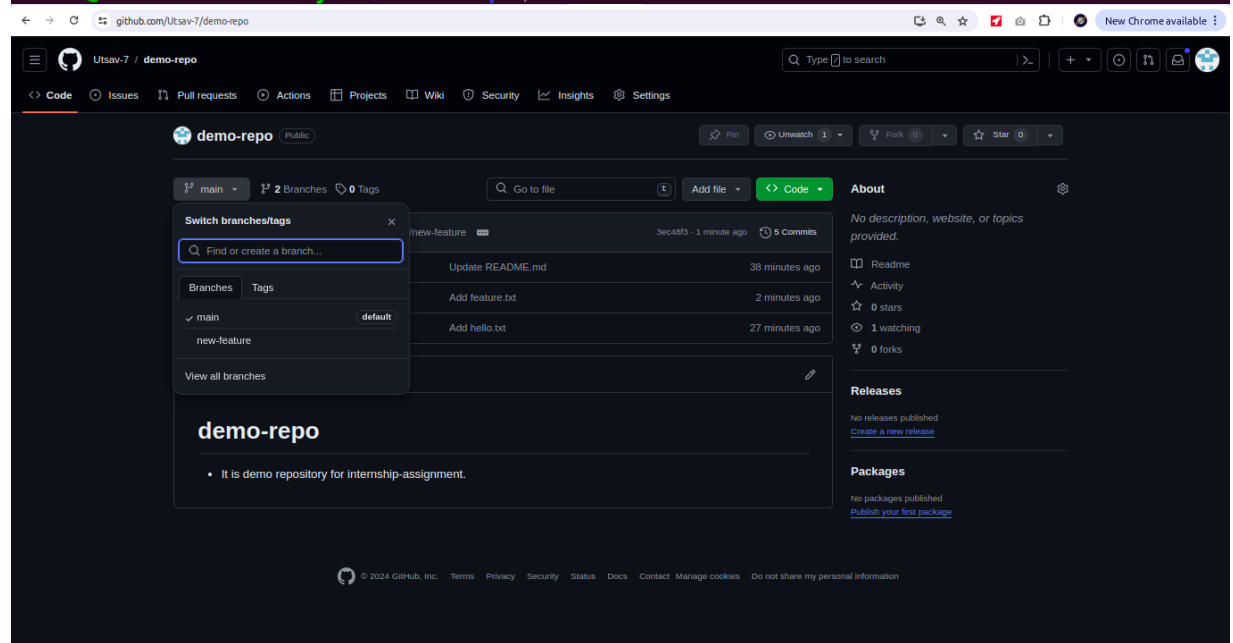 github.com/Utsav-7/demo-repo
New Chrome available
Utsav-7 / demo-repo
Type / to search
Code Issues Pull requests Actions Projects Wiki Security Insights Settings
demo-repo Public
Pin Unwatch 1 Fork 0 Star 0
main 2 Branches 0 Tags Go to file t Add file Code
Switch branches/tags
Find or create a branch...
Branches Tags
main default
new-feature
View all branches
/new-feature 3ec48f3 · 1 minute ago 5 Commits
Update README.md 38 minutes ago
Add feature.txt 2 minutes ago
Add hello.txt 27 minutes ago
demo-repo
• It is demo repository for internship-assignment.
About
No description, website, or topics
provided.
Readme
Activity
0 stars
1 watching
0 forks
Releases
No releases published
Create a new release
Packages
No packages published
Publish your first package
© 2024 GitHub, Inc. Terms Privacy Security Status Docs Contact Manage cookies Do not share my personal information